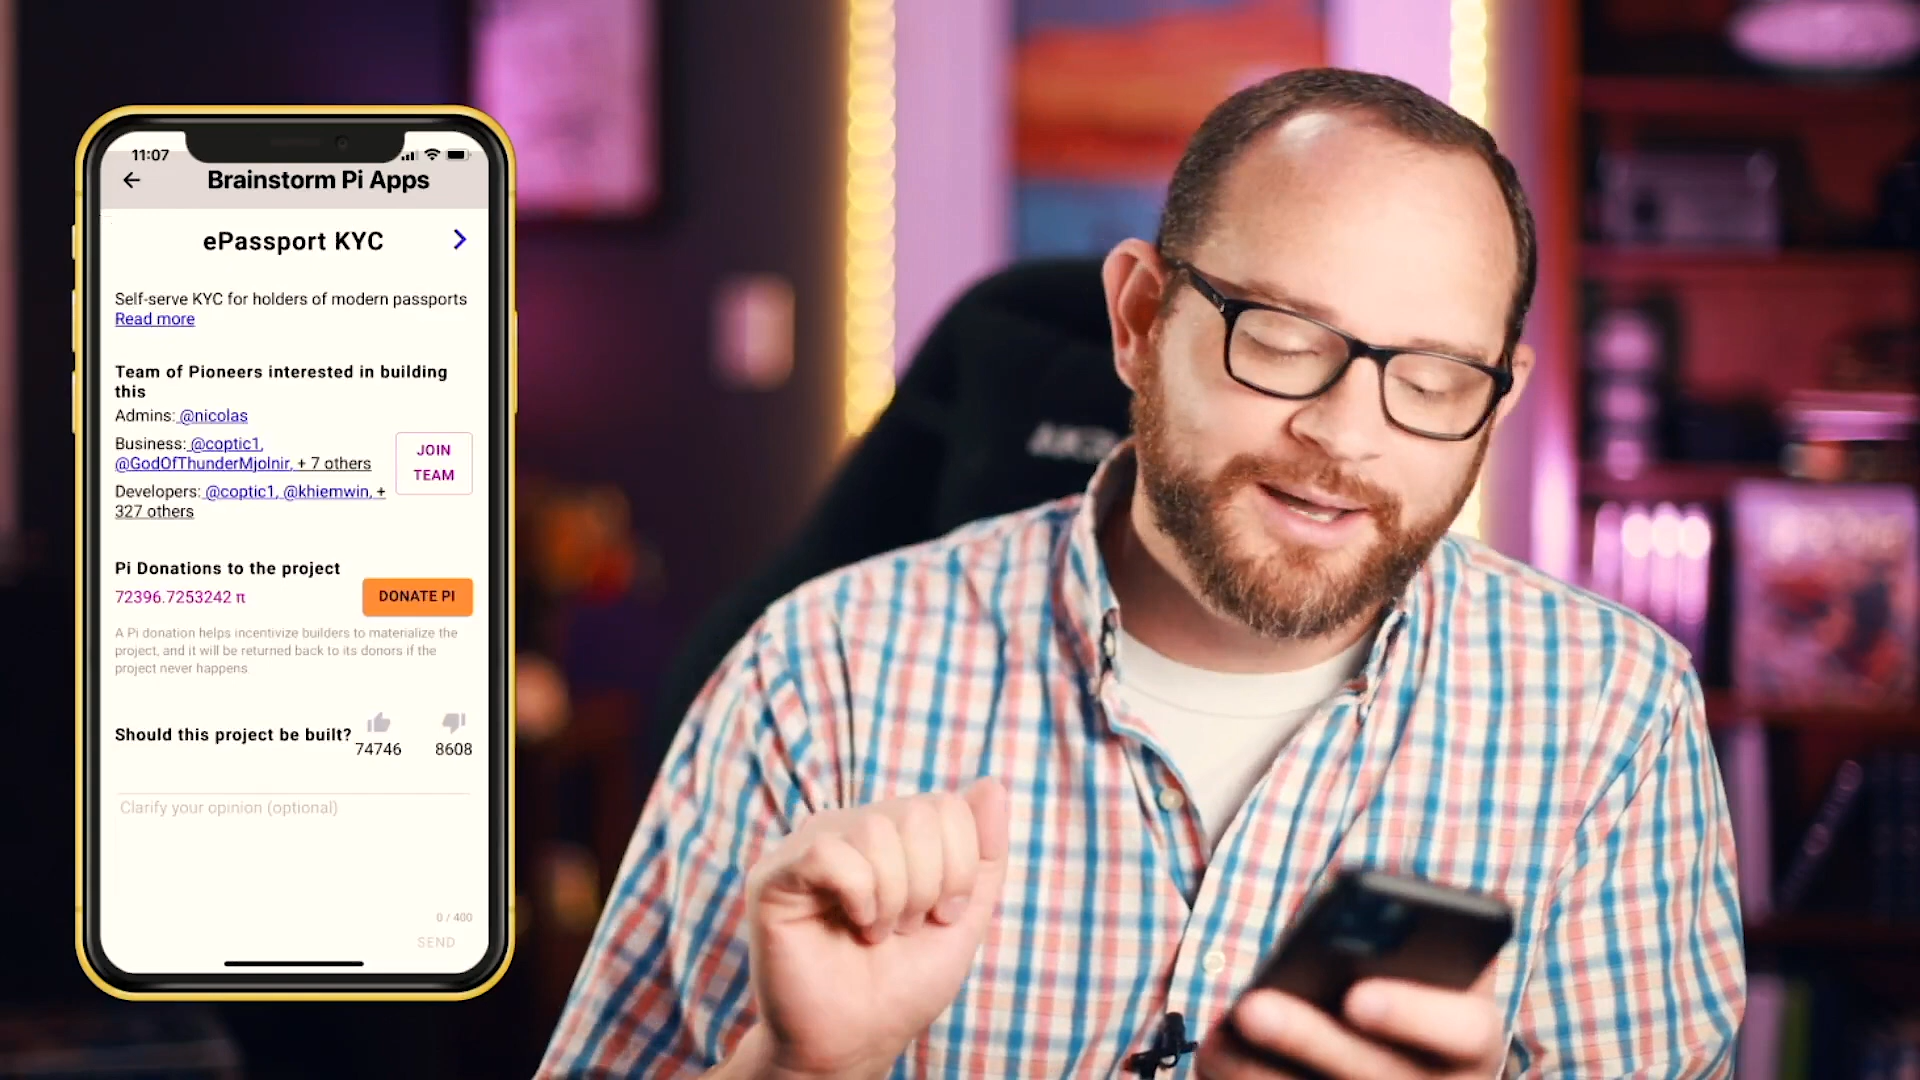 11:07
Brainstorm Pi Apps
ePassport KYC
Self-serve KYC for holders of modern passports
Read more
Team of Pioneers interested in building
this
Admins: @nicolas
Business: @coptic1,
@GodOfThunderMjolnir, + 7 others
Developers: @coptic1, @khiemwin, +
327 others
JOIN
TEAM
Pi Donations to the project
72396.7253242 π
DONATE PI
A Pi donation helps incentivize builders to materialize the
project, and it will be returned back to its donors if the
project never happens.
Should this project be built?
74746
8608
Clarify your opinion (optional)
0 / 400
SEND